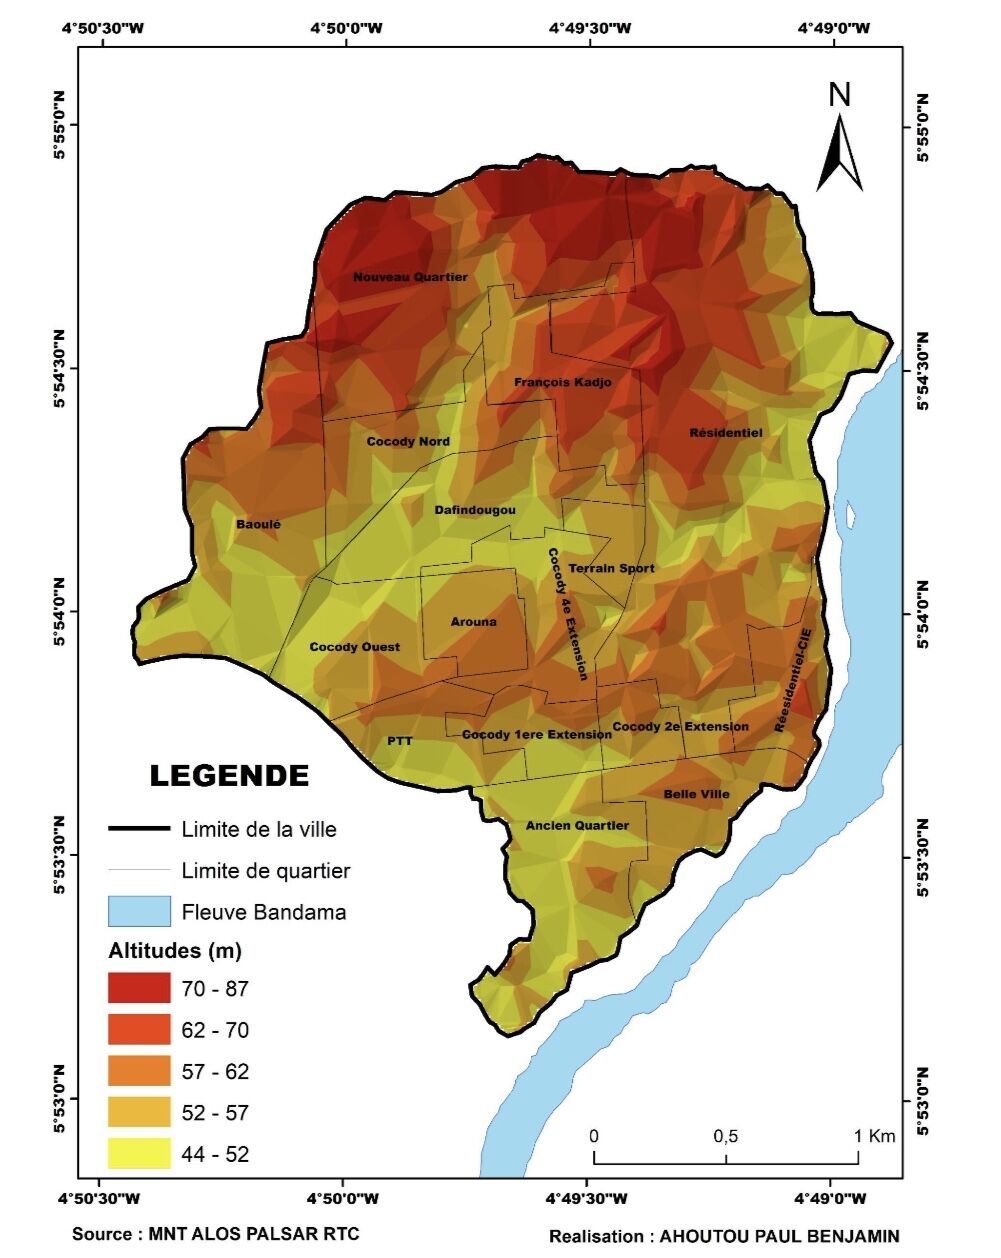 4°50'30"W 4°50'0"W 4°49'30"W 4°49'0"W
N
5°55'0"N 5°55'0"N
Nouveau Quartier
5°54'30"N 5°54'30"N
François Kadjo
Résidentiel
Cocody Nord
Dafindougou
Baoulé
Terrain Sport
Cocody 4e Extension
5°54'0"N 5°54'0"N
Arouna
Cocody Ouest
Réesidentiel-CIE
Cocody 2e Extension
Cocody 1ere Extension
PTT
Belle Ville
Ancien Quartier
5°53'30"N 5°53'30"N
LEGENDE
Limite de la ville
Limite de quartier
Fleuve Bandama
Altitudes (m)
70 - 87
62 - 70
57 - 62
52 - 57
44 - 52
5°53'0"N 5°53'0"N
0 0,5 1 Km
4°50'30"W 4°50'0"W 4°49'30"W 4°49'0"W
Source : MNT ALOS PALSAR RTC
Realisation : AHOUTOU PAUL BENJAMIN